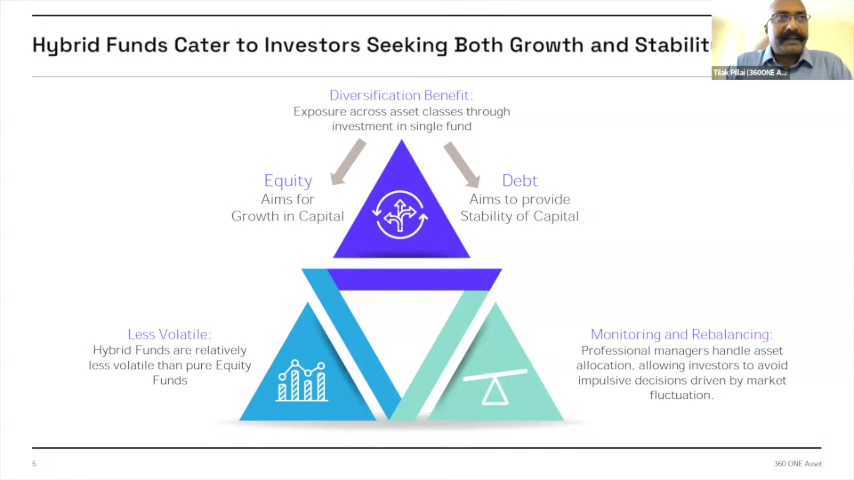 Hybrid Funds Cater to Investors Seeking Both Growth and Stabilit
Tilak Pillai (360ONE A...
Diversification Benefit:
Exposure across asset classes through
investment in single fund
Equity
Aims for
Growth in Capital
Debt
Aims to provide
Stability of Capital
Less Volatile:
Hybrid Funds are relatively
less volatile than pure Equity
Funds
Monitoring and Rebalancing:
Professional managers handle asset
allocation, allowing investors to avoid
impulsive decisions driven by market
fluctuation.
5
360 ONE Asset